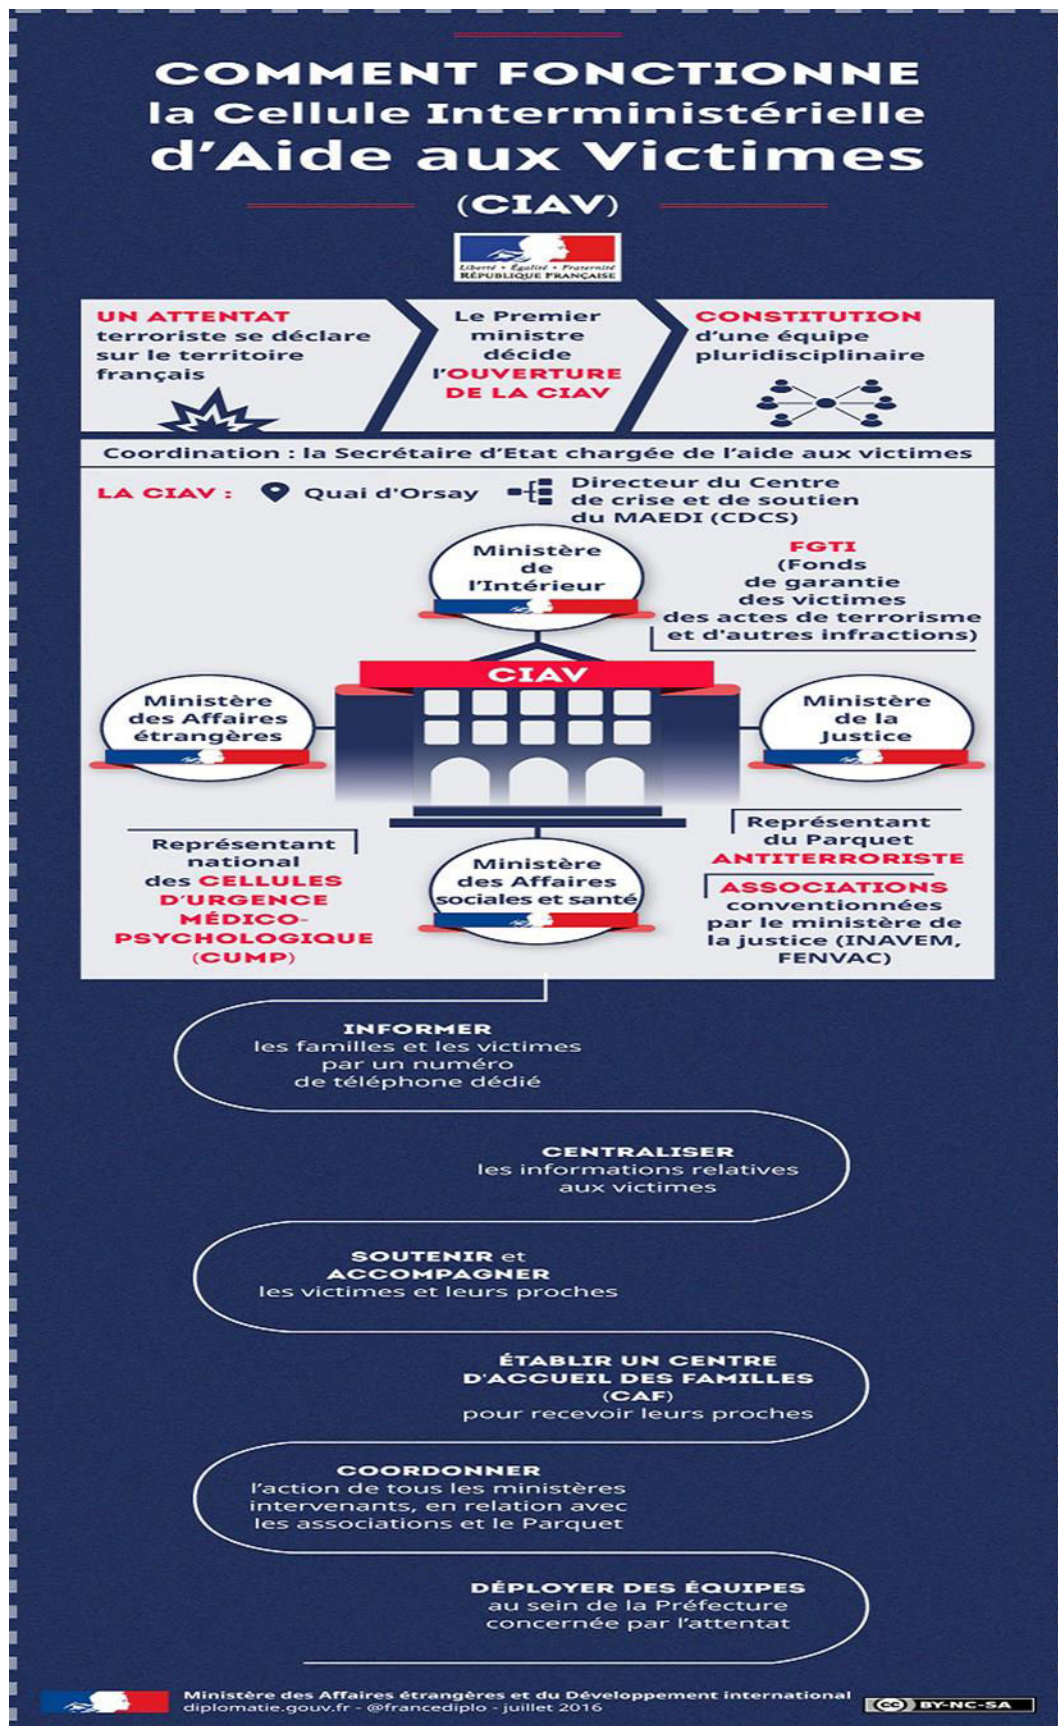 COMMENT FONCTIONNE
la Cellule Interministérielle
d'Aide aux Victimes
(CIAV)
Liberté • Égalité • Fraternité
RÉPUBLIQUE FRANÇAISE
UN ATTENTAT
terroriste se déclare
sur le territoire
français
Le Premier
ministre
décide
l'OUVERTURE
DE LA CIAV
CONSTITUTION
d'une équipe
pluridisciplinaire
Coordination : la Secrétaire d'Etat chargée de l'aide aux victimes
LA CIAV :
Quai d'Orsay
Directeur du Centre
de crise et de soutien
du MAEDI (CDCS)
Ministère
de
l'Intérieur
FGTI
(Fonds
de garantie
des victimes
des actes de terrorisme
et d'autres infractions)
CIAV
Ministère
des Affaires
étrangères
Ministère
de la
Justice
Représentant
national
des CELLULES
D'URGENCE
MÉDICO-
PSYCHOLOGIQUE
(CUMP)
Ministère
des Affaires
sociales et santé
Représentant
du Parquet
ANTITERRORISTE
ASSOCIATIONS
conventionnées
par le ministère de
la justice (INAVEM,
FENVAC)
INFORMER
les familles et les victimes
par un numéro
de téléphone dédié
CENTRALISER
les informations relatives
aux victimes
SOUTENIR et
ACCOMPAGNER
les victimes et leurs proches
ÉTABLIR UN CENTRE
D'ACCUEIL DES FAMILLES
(CAF)
pour recevoir leurs proches
COORDONNER
l'action de tous les ministères
intervenants, en relation avec
les associations et le Parquet
DÉPLOYER DES ÉQUIPES
au sein de la Préfecture
concernée par l'attentat
Ministère des Affaires étrangères et du Développement international
diplomatie.gouv.fr - @francediplo - juillet 2016
cc BY-NC-SA